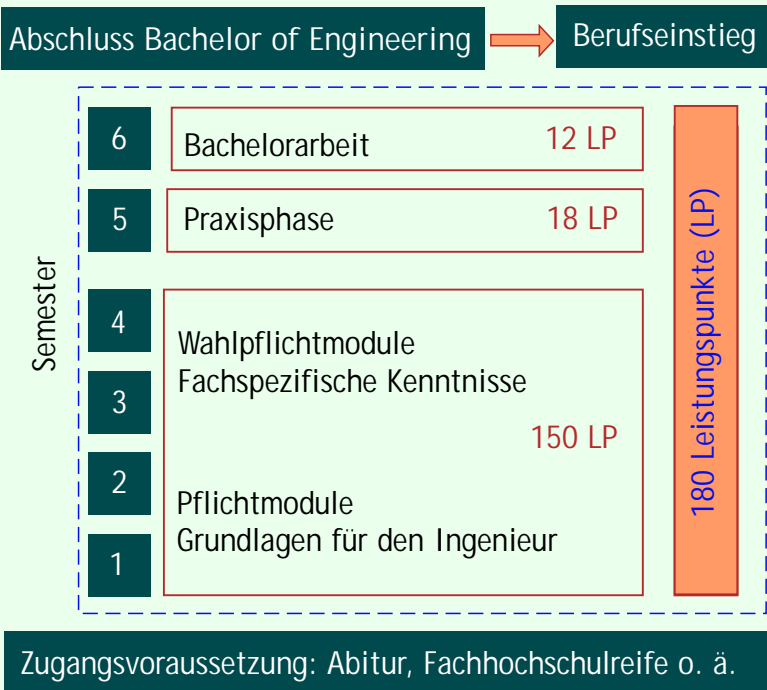 Abschluss Bachelor of Engineering
Berufseinstieg
Semester
6
Bachelorarbeit 12 LP
5
Praxisphase 18 LP
4
Wahlpflichtmodule
Fachspezifische Kenntnisse
3
150 LP
2
Pflichtmodule
Grundlagen für den Ingenieur
1
180 Leistungspunkte (LP)
Zugangsvoraussetzung: Abitur, Fachhochschulreife o. ä.